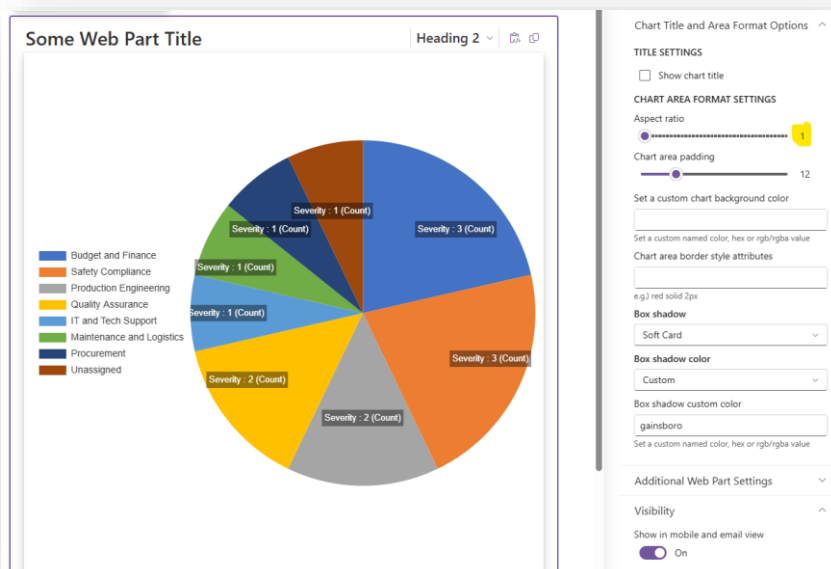 Some Web Part Title
Heading 2
Severity : 1 (Count)
Severity : 1 (Count)
Severity : 3 (Count)
Severity : 1 (Count)
Severity : 1 (Count)
Severity : 3 (Count)
Severity : 2 (Count)
Severity : 2 (Count)
Budget and Finance
Safety Compliance
Production Engineering
Quality Assurance
IT and Tech Support
Maintenance and Logistics
Procurement
Unassigned
Chart Title and Area Format Options
TITLE SETTINGS
Show chart title
CHART AREA FORMAT SETTINGS
Aspect ratio
1
Chart area padding
12
Set a custom chart background color
Set a custom named color, hex or rgb/rgba value
Chart area border style attributes
e.g.) red solid 2px
Box shadow
Soft Card
Box shadow color
Custom
Box shadow custom color
gainsboro
Set a custom named color, hex or rgb/rgba value
Additional Web Part Settings
Visibility
Show in mobile and email view
On